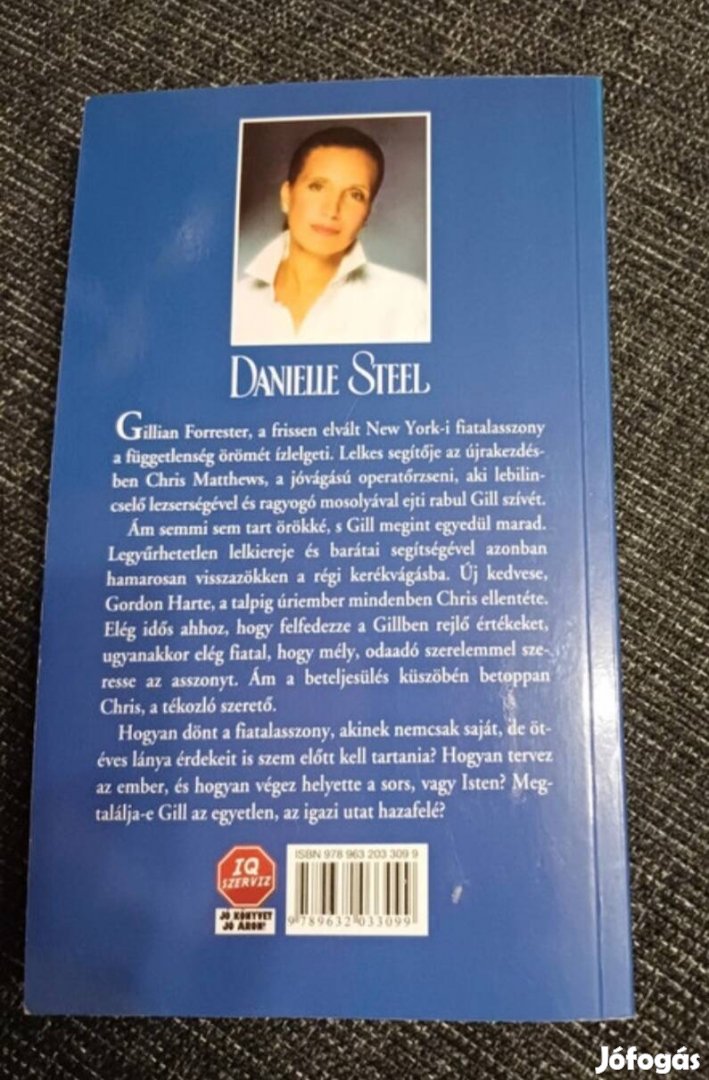 DANIELLE STEEL
Gillian Forrester, a frissen elvált New York-i fiatalasszony
a függetlenség örömét ízlelgeti. Lelkes segítője az újrakezdés-
ben Chris Matthews, a jóvágású operatőrzseni, aki lebilin-
cselő lezserségével és ragyogó mosolyával ejti rabul Gill szívét.
Ám semmi sem tart örökké, s Gill megint egyedül marad.
Legyűrhetetlen lelkiereje és barátai segítségével azonban
hamarosan visszazökken a régi kerékvágásba. Új kedvese,
Gordon Harte, a talpig úriember mindenben Chris ellentéte.
Elég idős ahhoz, hogy felfedezze a Gillben rejlő értékeket,
ugyanakkor elég fiatal, hogy mély, odaadó szerelemmel sze-
resse az asszonyt. Ám a beteljesülés küszöbén betoppan
Chris, a tékozló szerető.
Hogyan dönt a fiatalasszony, akinek nemcsak saját, de öt-
éves lánya érdekeit is szem előtt kell tartania? Hogyan tervez
az ember, és hogyan végez helyette a sors, vagy Isten? Meg-
találja-e Gill az egyetlen, az igazi utat hazafelé?
IQ
SZERVIZ
JÓ KÖNYVET
JÓ ÁRON!
ISBN 978 963 203 309 9
9 789632 033099
Jófogás